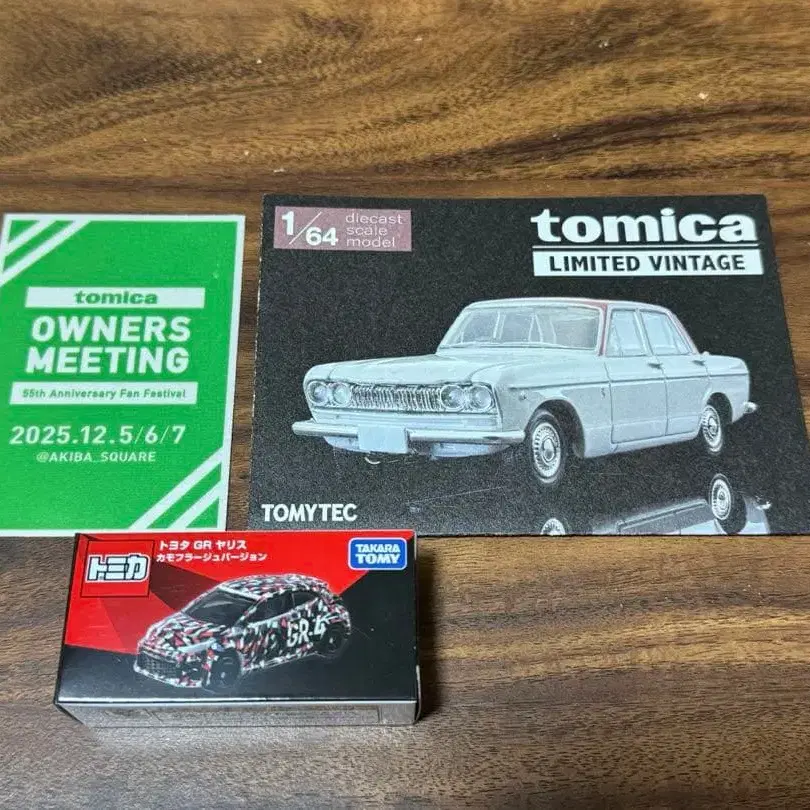 tomica
OWNERS
MEETING
55th Anniversary Fan Festival
2025.12.5/6/7
@AKIBA_SQUARE
1/64
diecast
scale
model
tomica
LIMITED VINTAGE
TOMYTEC
トミカ
トヨタ GR ヤリス
カモフラージュバージョン
TAKARA
TOMY
GR-4